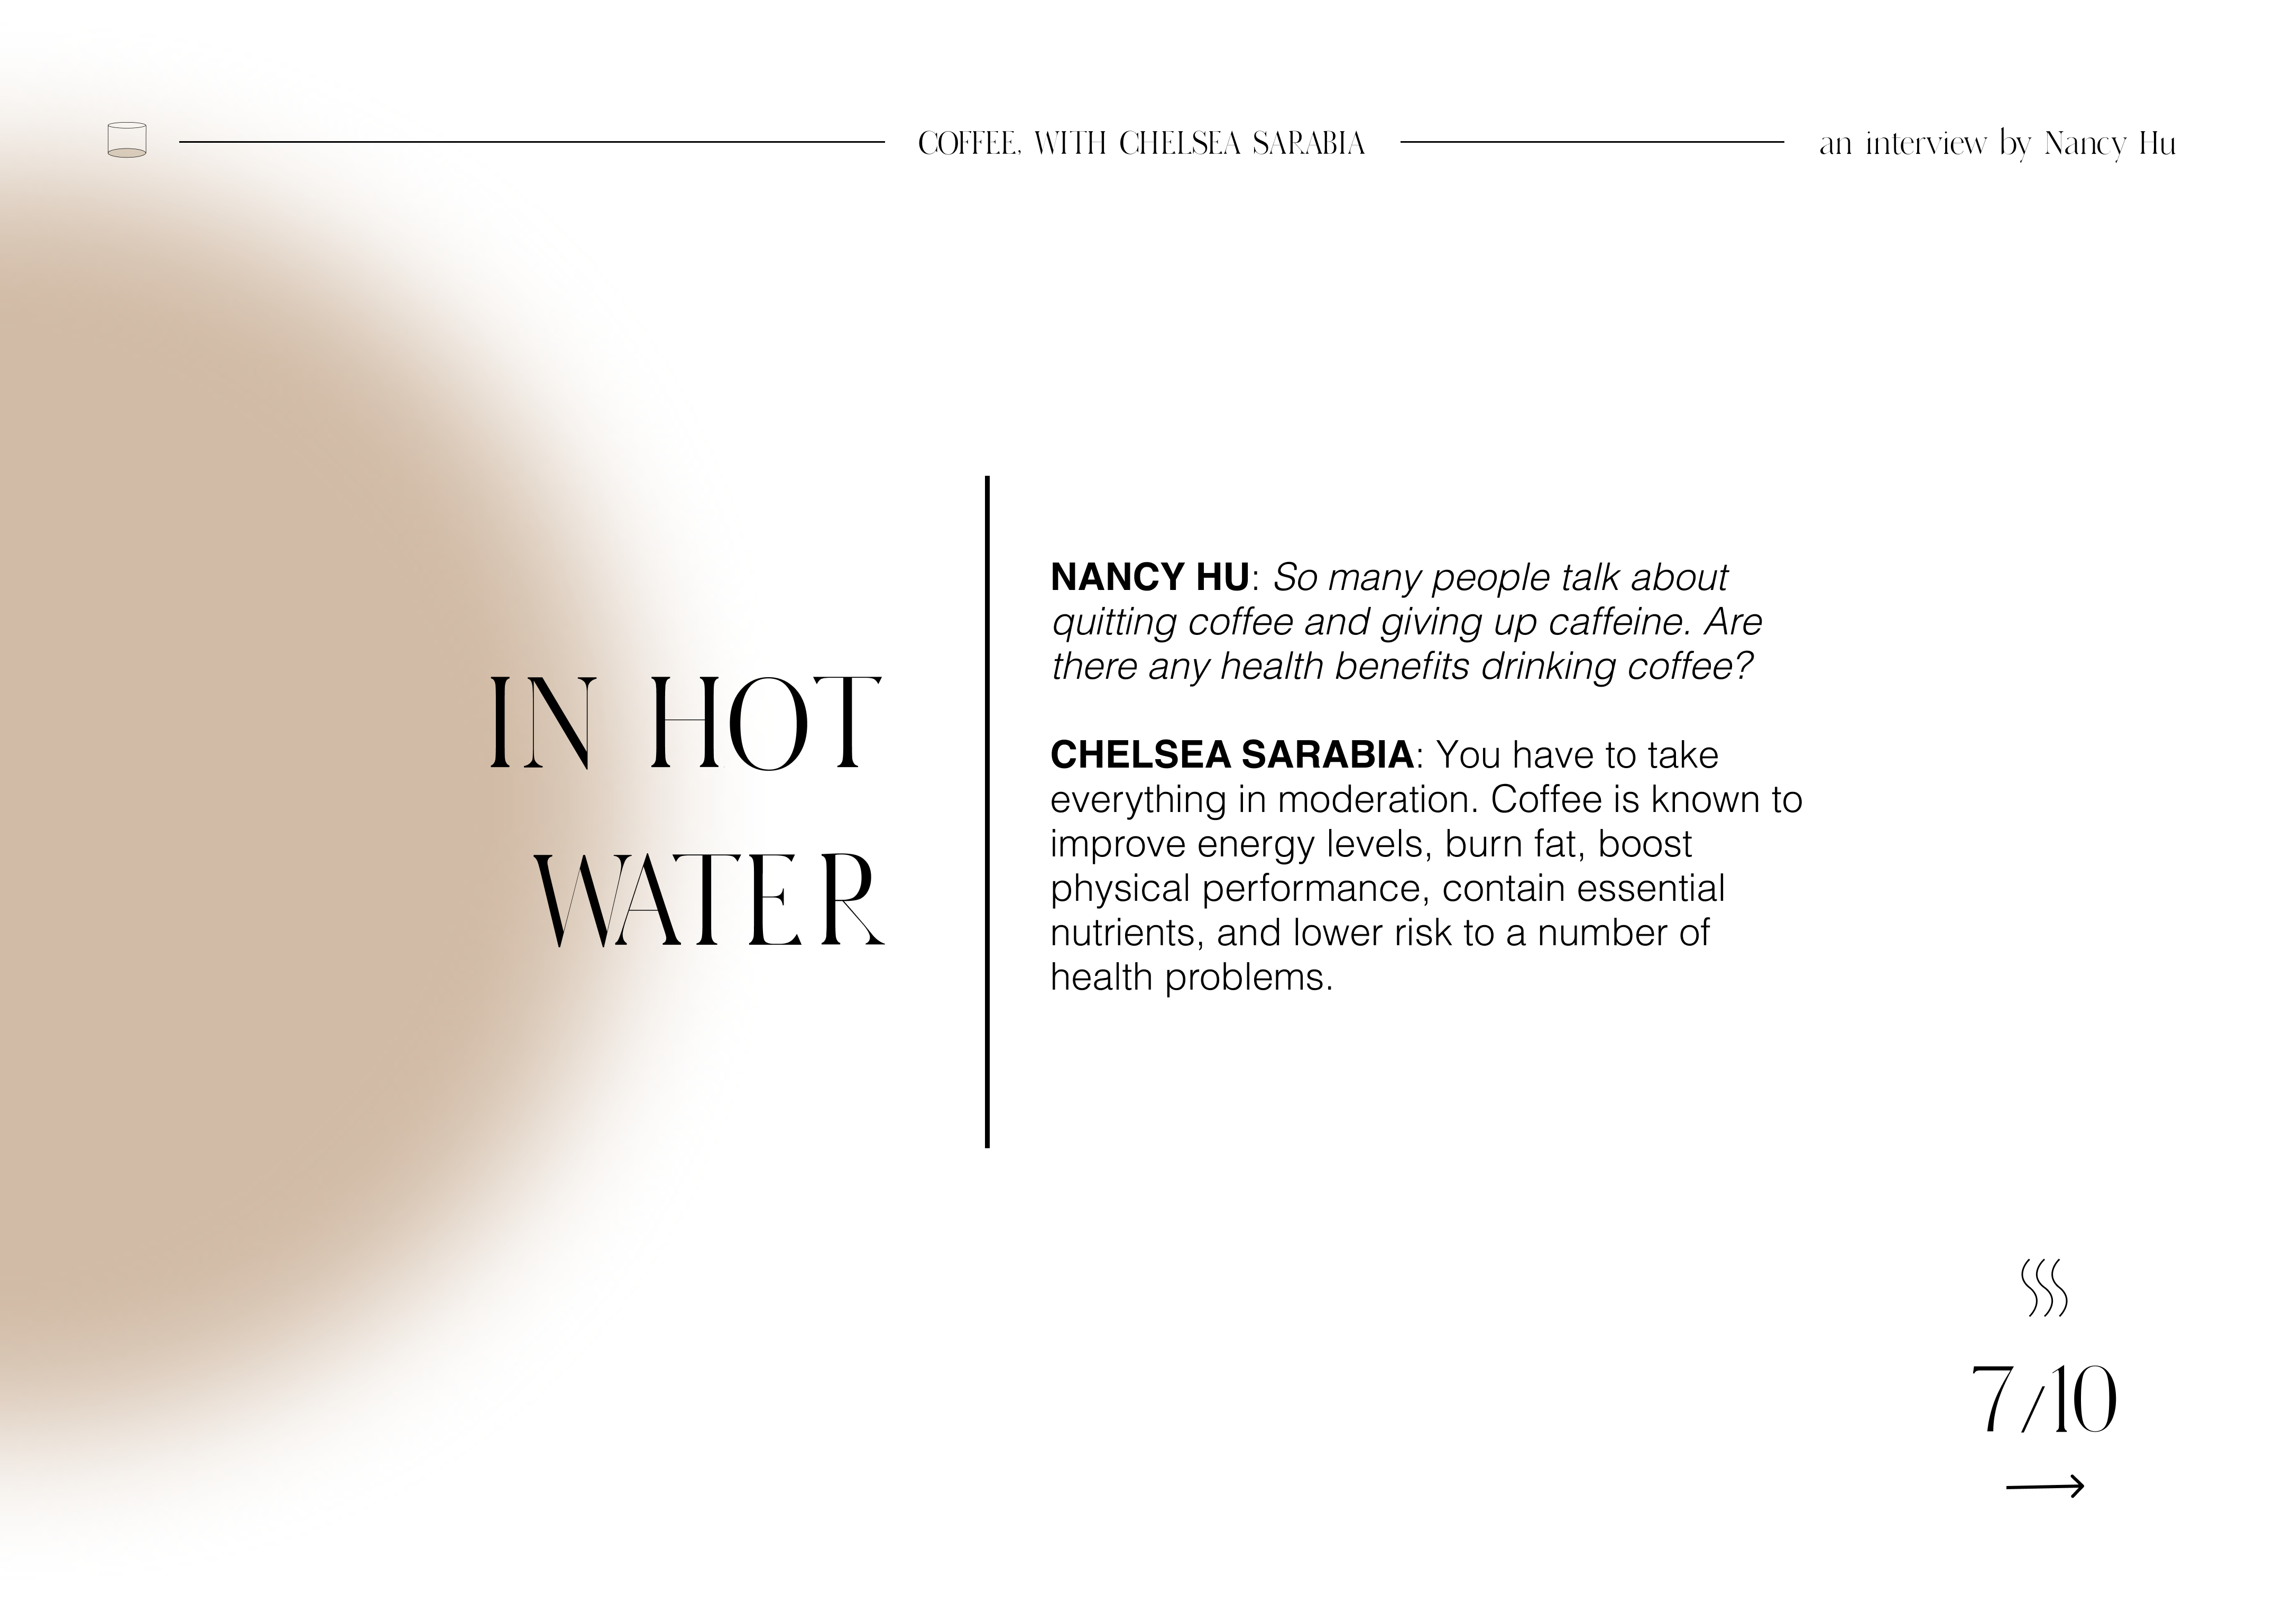 COFFEE, WITH CHELSEA SARABIA
an interview by Nancy Hu
IN HOT
WATER
NANCY HU: So many people talk about
quitting coffee and giving up caffeine. Are
there any health benefits drinking coffee?
CHELSEA SARABIA: You have to take
everything in moderation. Coffee is known to
improve energy levels, burn fat, boost
physical performance, contain essential
nutrients, and lower risk to a number of
health problems.
7/10